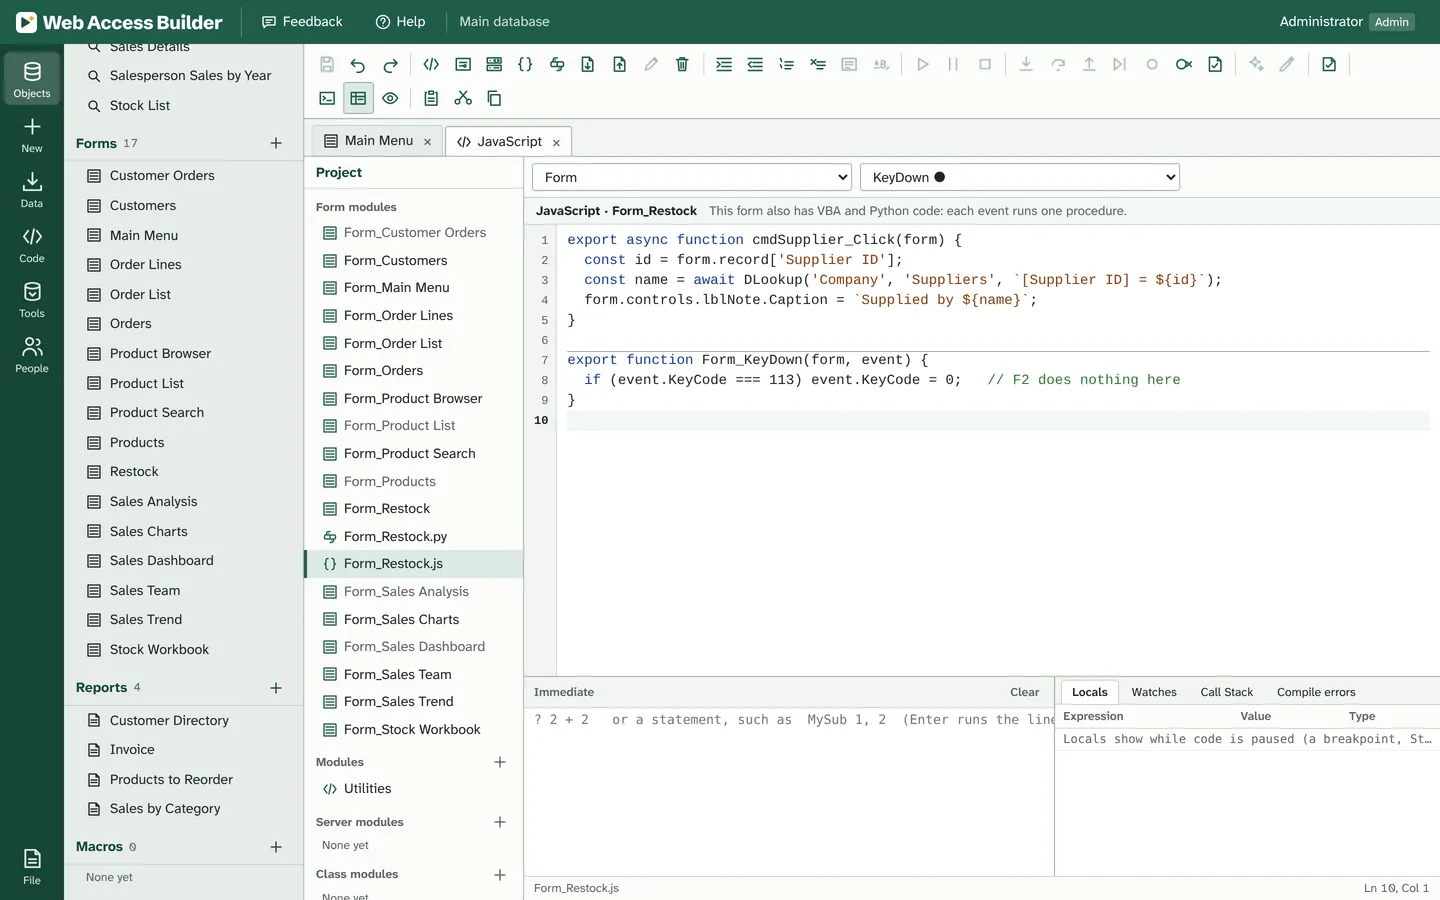 Web Access Builder
Feedback
Help
Main database
Administrator
Admin
Objects
New
Data
Code
Tools
People
File
Sales Details
Salesperson Sales by Year
Stock List
Forms 17
Customer Orders
Customers
Main Menu
Order Lines
Order List
Orders
Product Browser
Product List
Product Search
Products
Restock
Sales Analysis
Sales Charts
Sales Dashboard
Sales Team
Sales Trend
Stock Workbook
Reports 4
Customer Directory
Invoice
Products to Reorder
Sales by Category
Macros 0
None yet
Main Menu
JavaScript
Project
Form modules
Form_Customer Orders
Form_Customers
Form_Main Menu
Form_Order Lines
Form_Order List
Form_Orders
Form_Product Browser
Form_Product List
Form_Product Search
Form_Products
Form_Restock
Form_Restock.py
Form_Restock.js
Form_Sales Analysis
Form_Sales Charts
Form_Sales Dashboard
Form_Sales Team
Form_Sales Trend
Form_Stock Workbook
Modules
Utilities
Server modules
None yet
Class modules
None yet
Form
KeyDown ●
JavaScript · Form_Restock This form also has VBA and Python code: each event runs one procedure.
1 export async function cmdSupplier_Click(form) {
2 const id = form.record['Supplier ID'];
3 const name = await DLookup('Company', 'Suppliers', `[Supplier ID] = ${id}`);
4 form.controls.lblNote.Caption = `Supplied by ${name}`;
5 }
6
7 export function Form_KeyDown(form, event) {
8 if (event.KeyCode === 113) event.KeyCode = 0; // F2 does nothing here
9 }
10
Immediate
Clear
? 2 + 2 or a statement, such as MySub 1, 2 (Enter runs the line
Locals
Watches
Call Stack
Compile errors
Expression Value Type
Locals show while code is paused (a breakpoint, St…
Form_Restock.js
Ln 10, Col 1